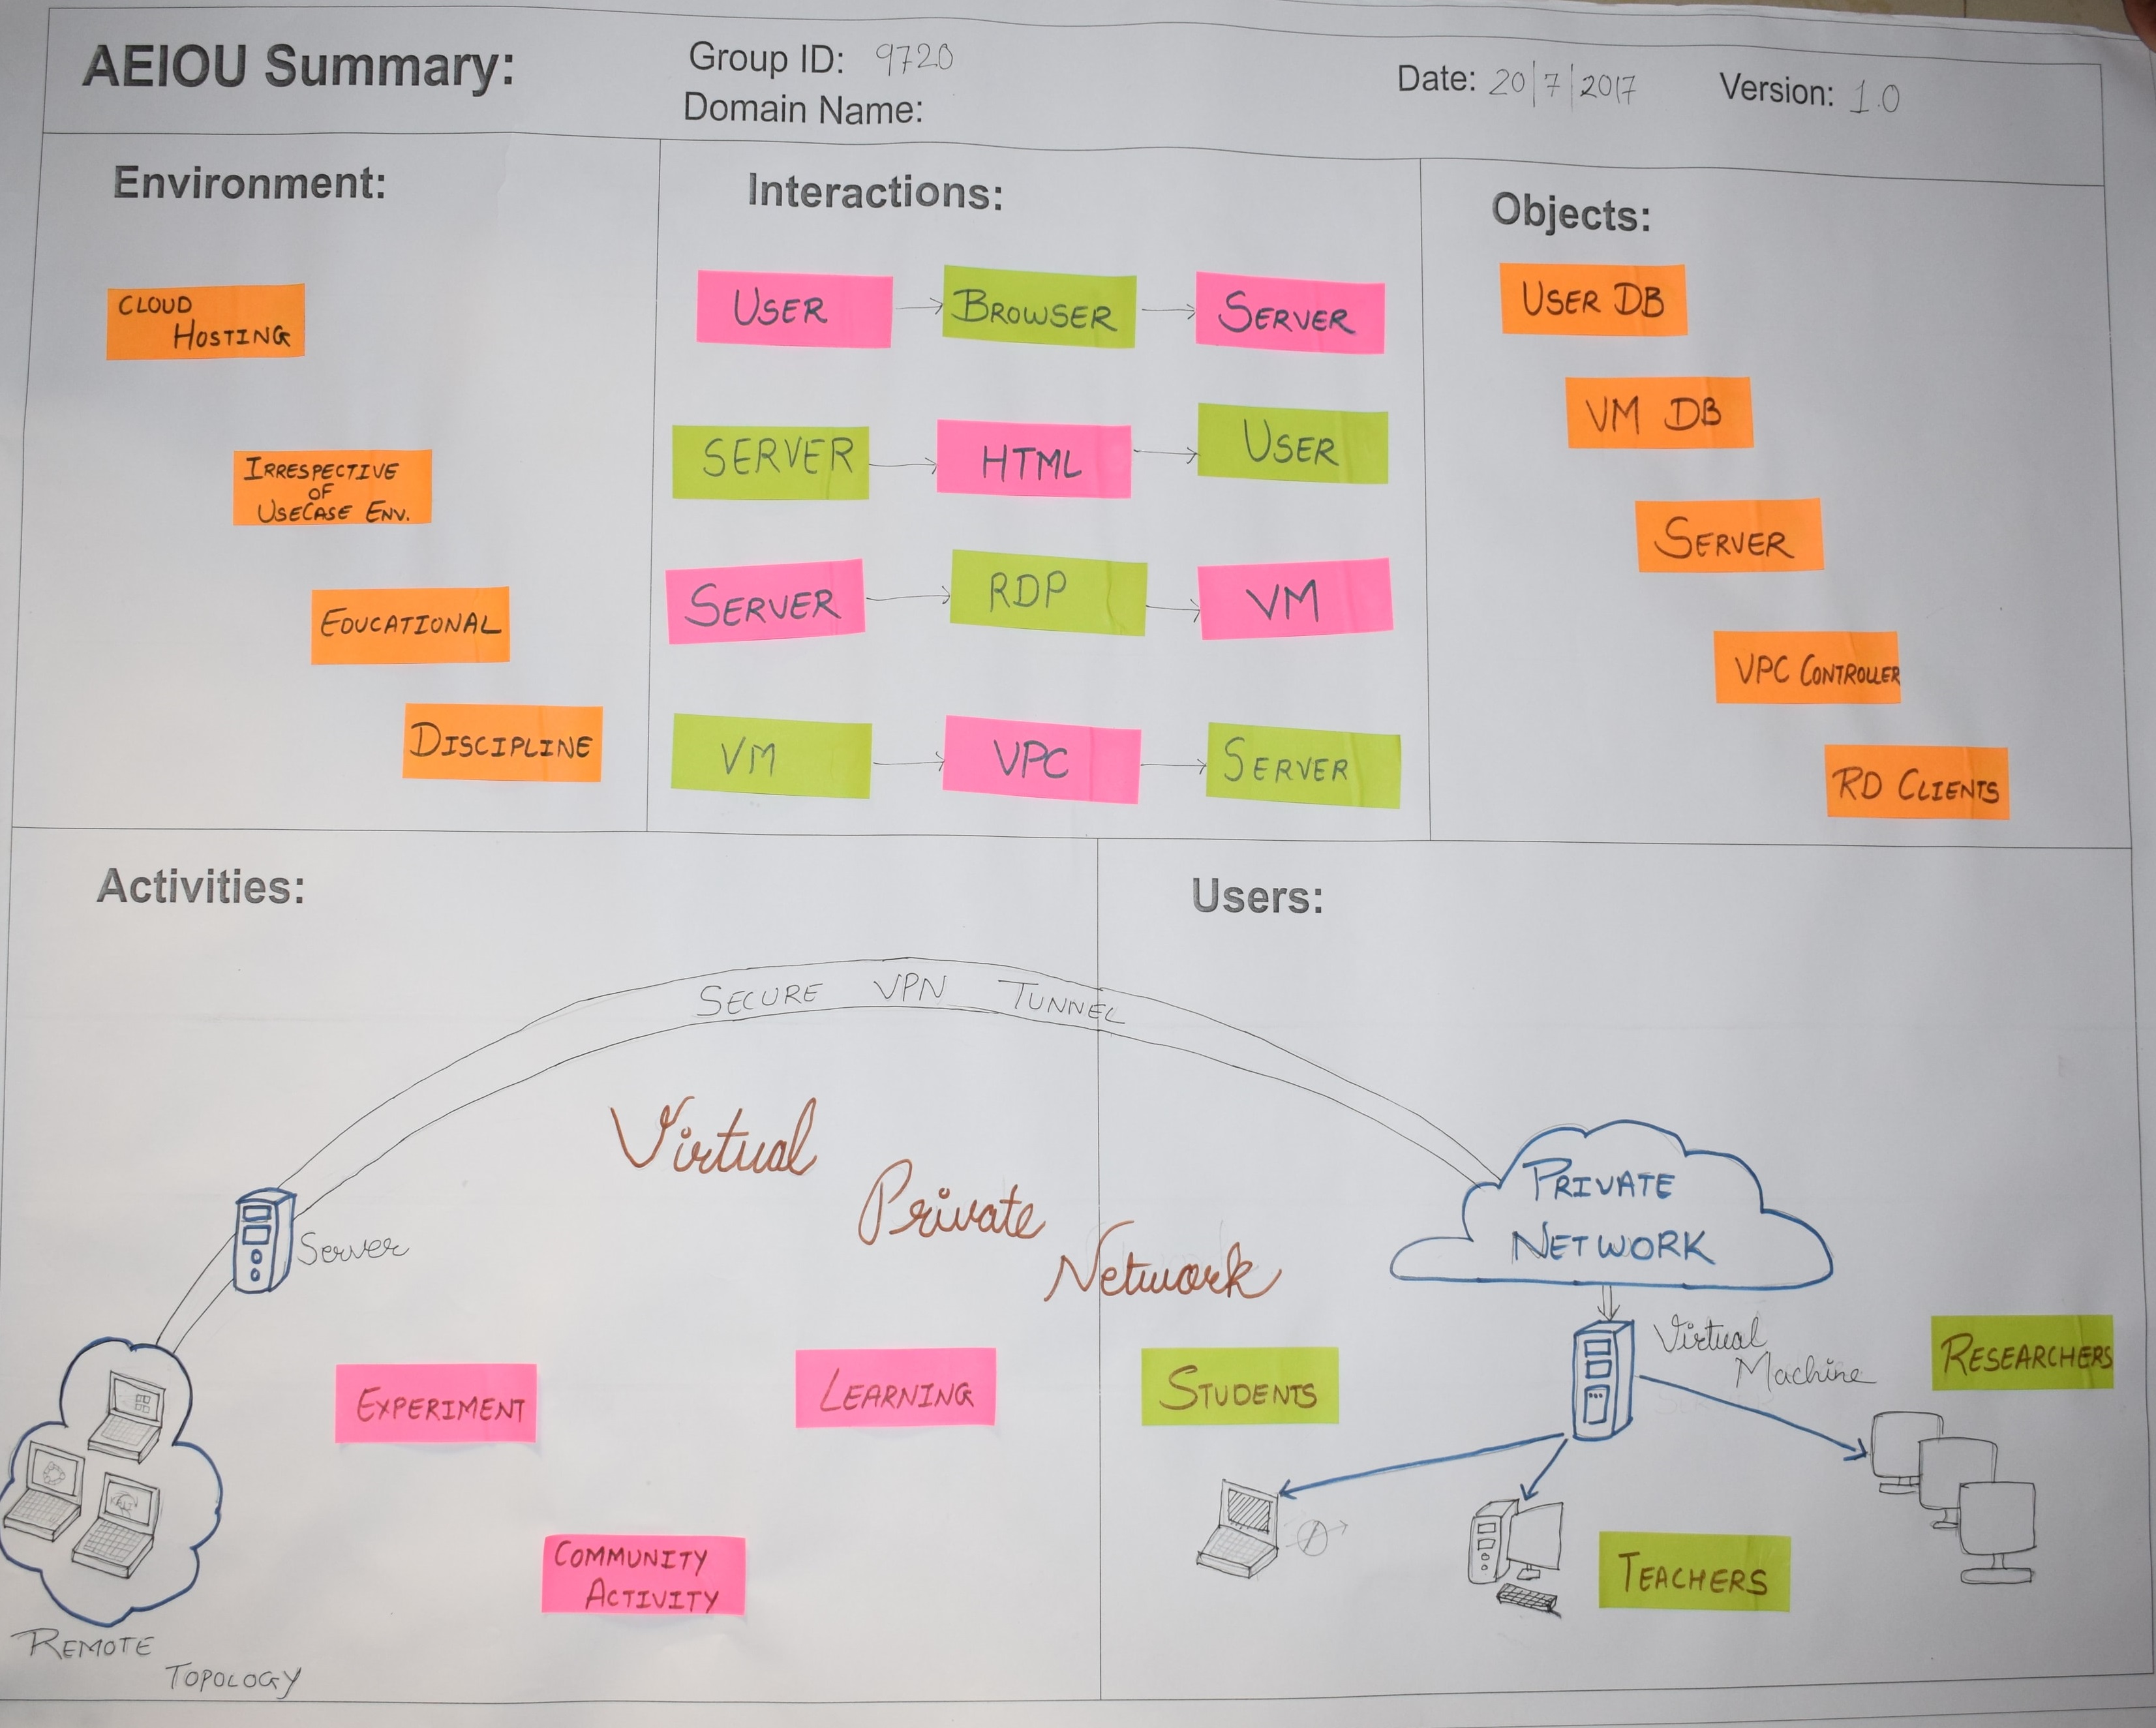 AEIOU Summary:
Group ID: 9720
Domain Name:
Date: 20/7/2017
Version: 1.0
Environment:
CLOUD
HOSTING
IRRESPECTIVE
OF
USECASE ENV.
EDUCATIONAL
DISCIPLINE
Interactions:
USER
BROWSER
SERVER
SERVER
HTML
USER
SERVER
RDP
VM
VM
VPC
SERVER
Objects:
USER DB
VM DB
SERVER
VPC CONTROLLER
RD CLIENTS
Activities:
SECURE VPN TUNNEL
Virtual
Private
Network
Server
EXPERIMENT
LEARNING
COMMUNITY
ACTIVITY
REMOTE
TOPOLOGY
Users:
PRIVATE
NETWORK
Virtual
Machine
STUDENTS
RESEARCHERS
TEACHERS